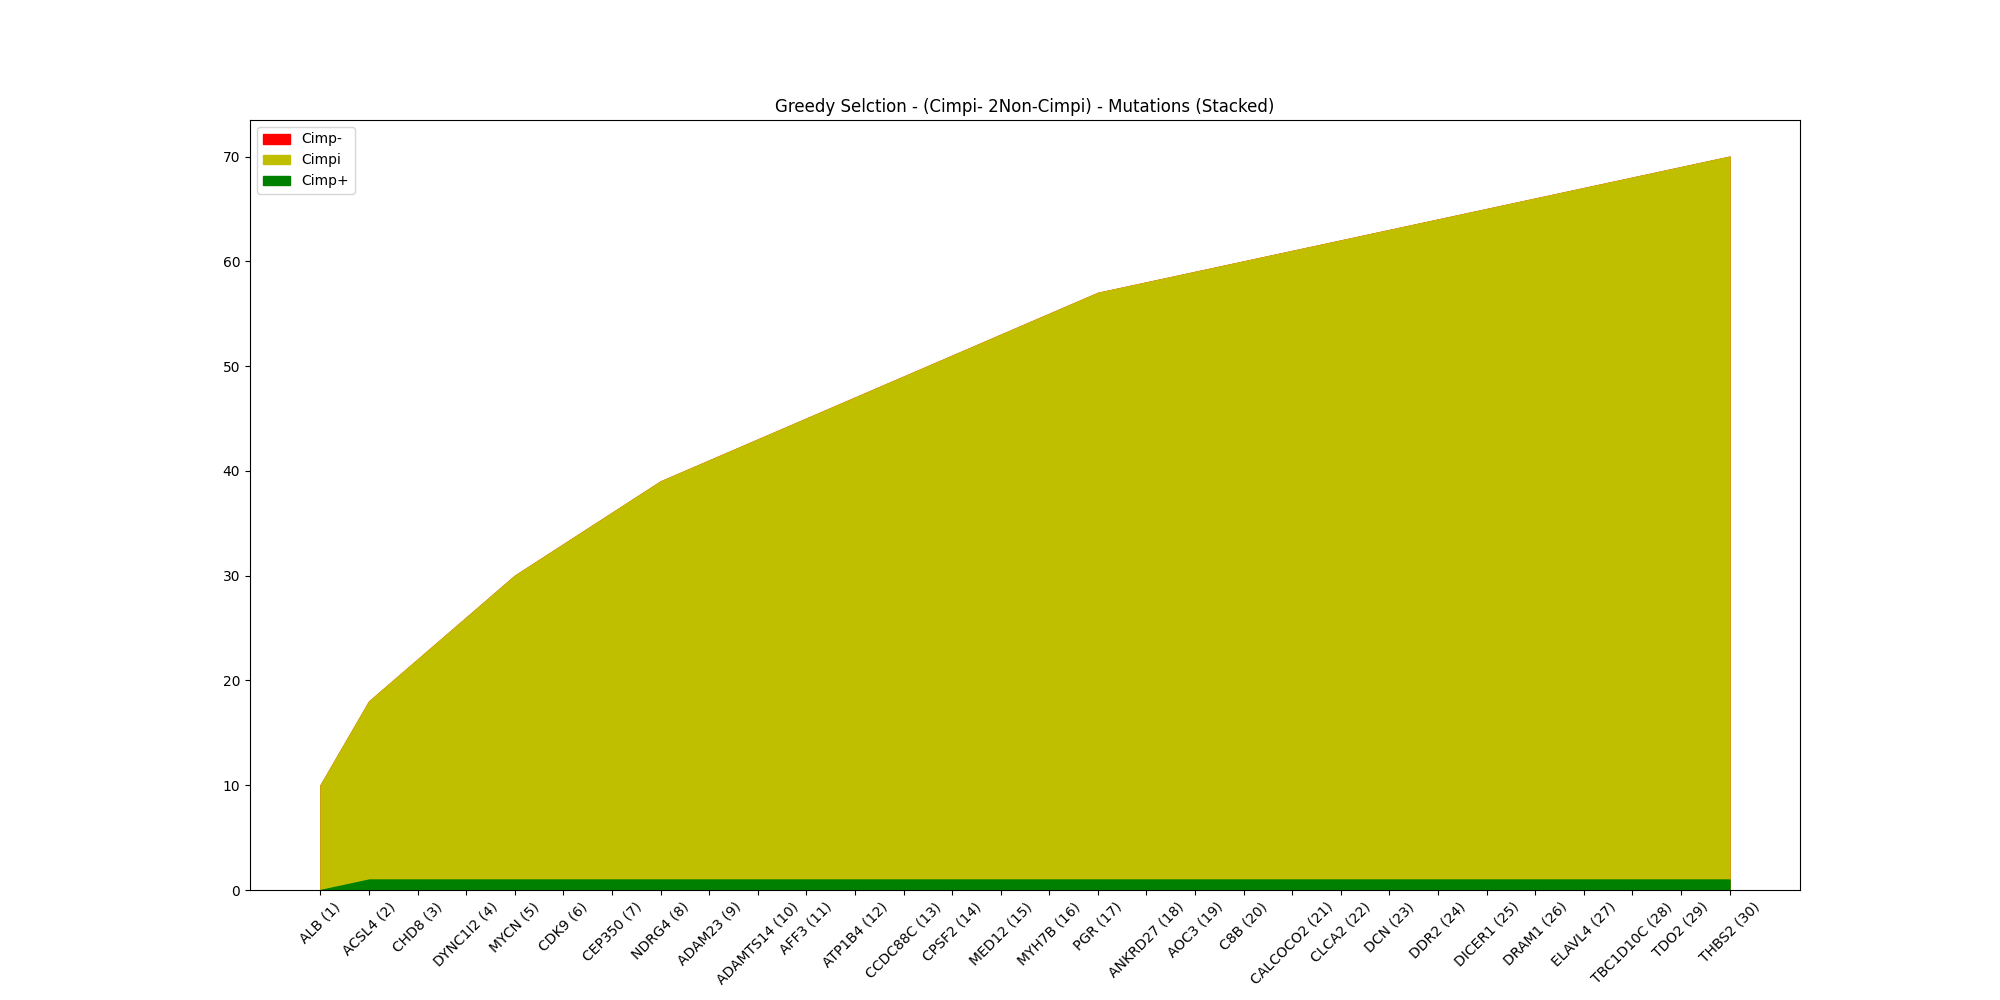 Greedy Selction - (Cimpi- 2Non-Cimpi) - Mutations (Stacked)
Cimp-
Cimpi
Cimp+
70
60
50
40
30
20
10
0
ALB (1)
ACSL4 (2)
CHD8 (3)
DYNC1I2 (4)
MYCN (5)
CDK9 (6)
CEP350 (7)
NDRG4 (8)
ADAM23 (9)
ADAMTS14 (10)
AFF3 (11)
ATP1B4 (12)
CCDC88C (13)
CPSF2 (14)
MED12 (15)
MYH7B (16)
PGR (17)
ANKRD27 (18)
AOC3 (19)
C8B (20)
CALCOCO2 (21)
CLCA2 (22)
DCN (23)
DDR2 (24)
DICER1 (25)
DRAM1 (26)
ELAVL4 (27)
TBC1D10C (28)
TDO2 (29)
THBS2 (30)